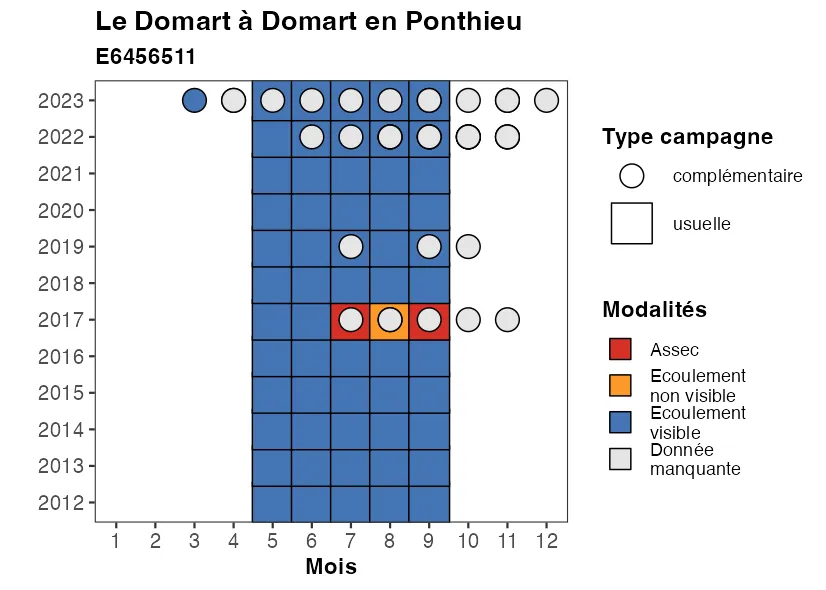 Le Domart à Domart en Ponthieu
E6456511
2023
2022
2021
2020
2019
2018
2017
2016
2015
2014
2013
2012
1 2 3 4 5 6 7 8 9 10 11 12
Mois
Type campagne
complémentaire
usuelle
Modalités
Assec
Ecoulement
non visible
Ecoulement
visible
Donnée
manquante